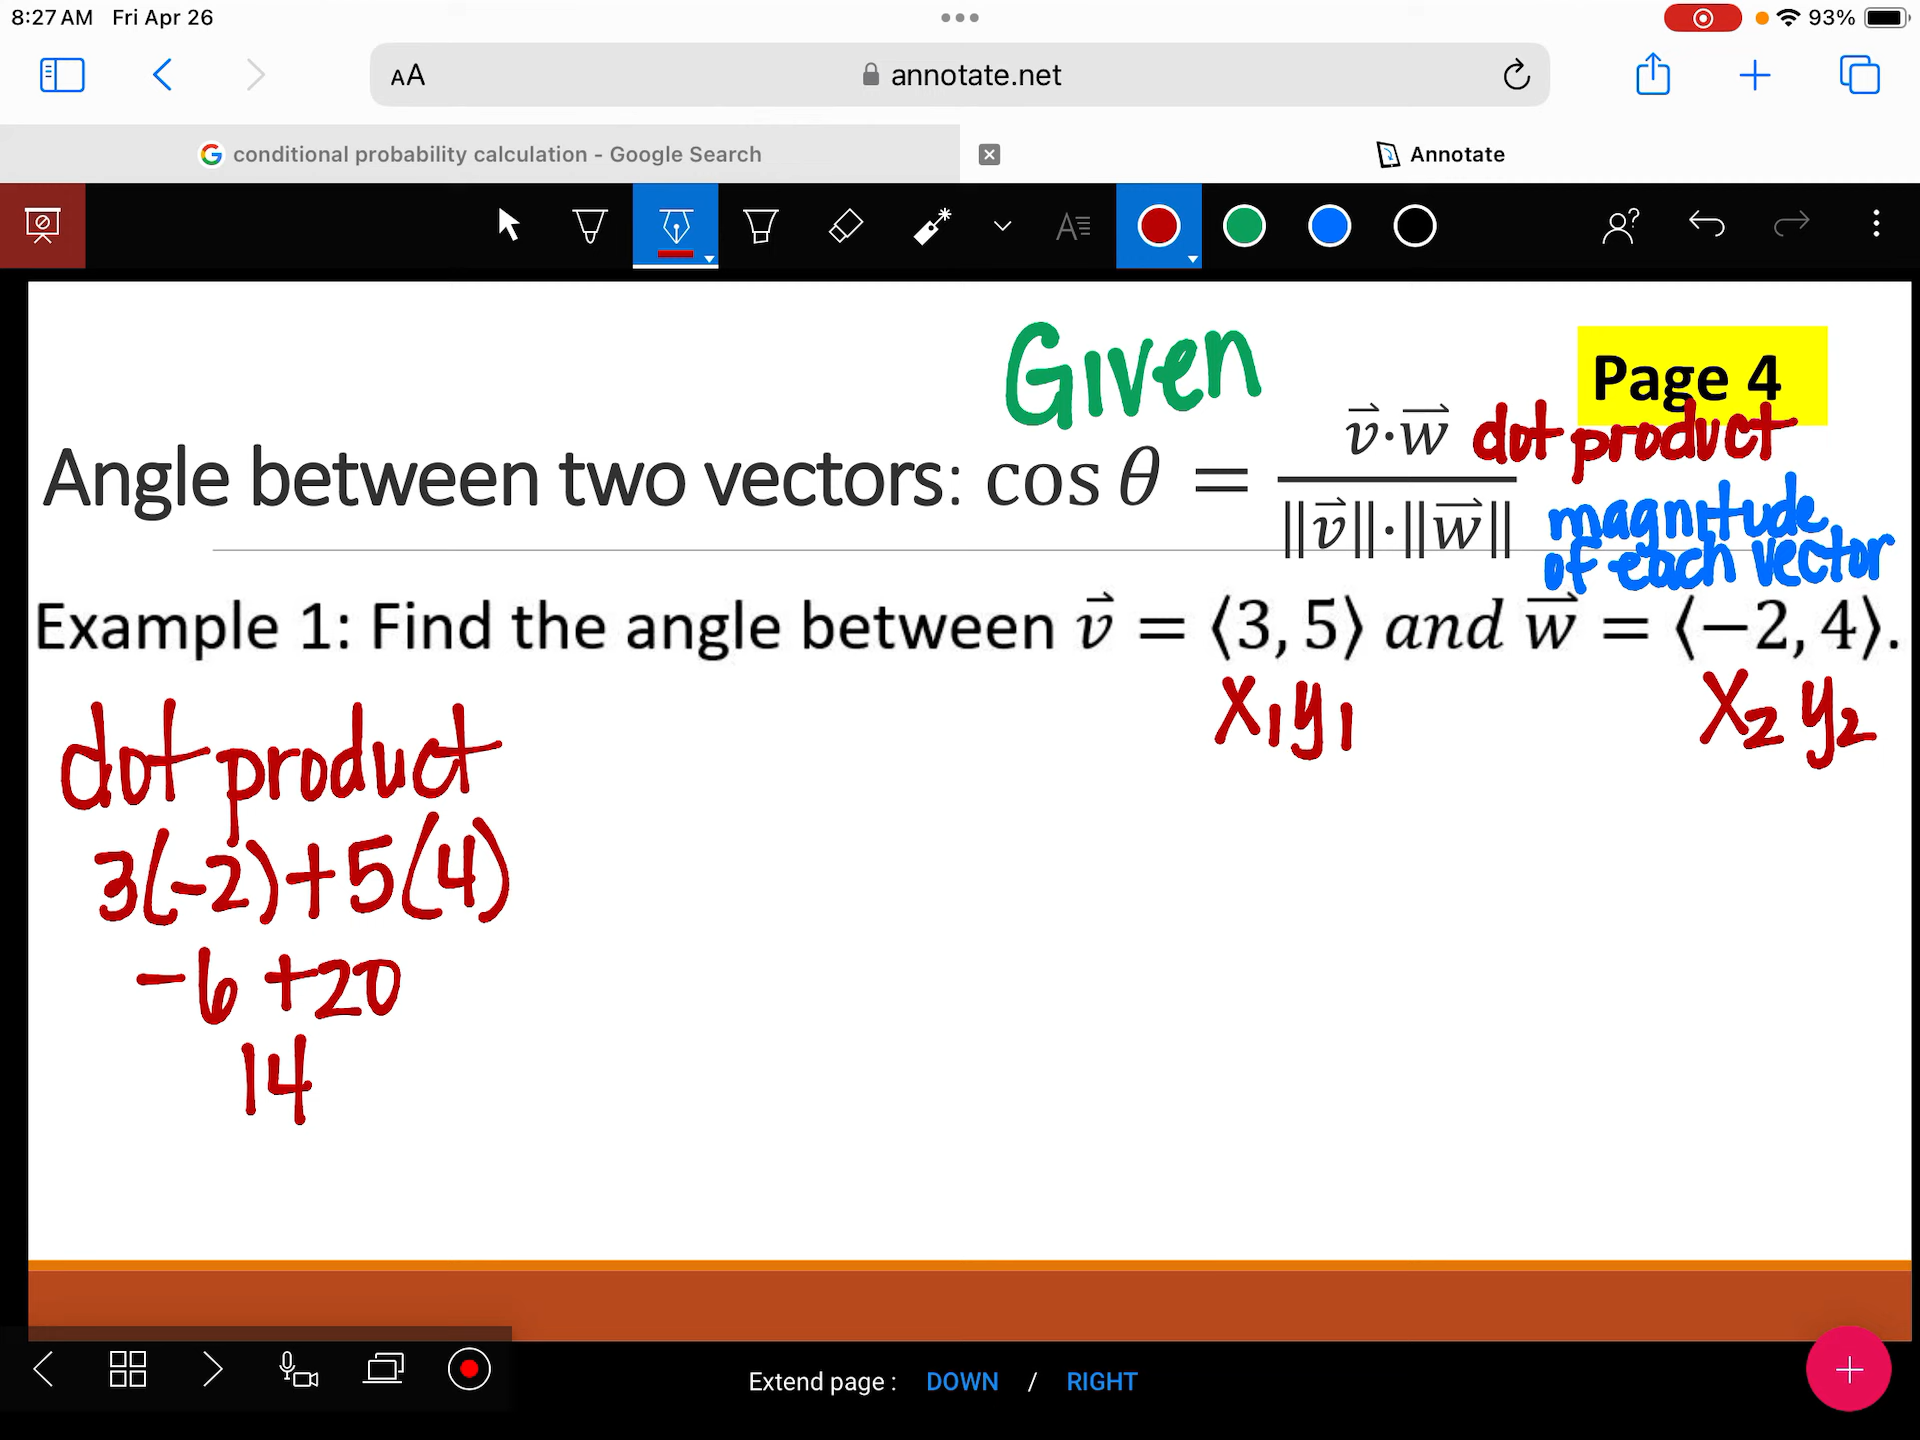 8:27 AM Fri Apr 26 93%
AA annotate.net
conditional probability calculation - Google Search Annotate
Given
Page 4
Angle between two vectors: cos θ = v⃗·w⃗ / ||v⃗||·||w⃗||
dot product
magnitude
of each vector
Example 1: Find the angle between v⃗ = ⟨3, 5⟩ and w⃗ = ⟨−2, 4⟩.
x₁ y₁ x₂ y₂
dot product
3(-2)+5(4)
-6 +20
14
Extend page : DOWN / RIGHT